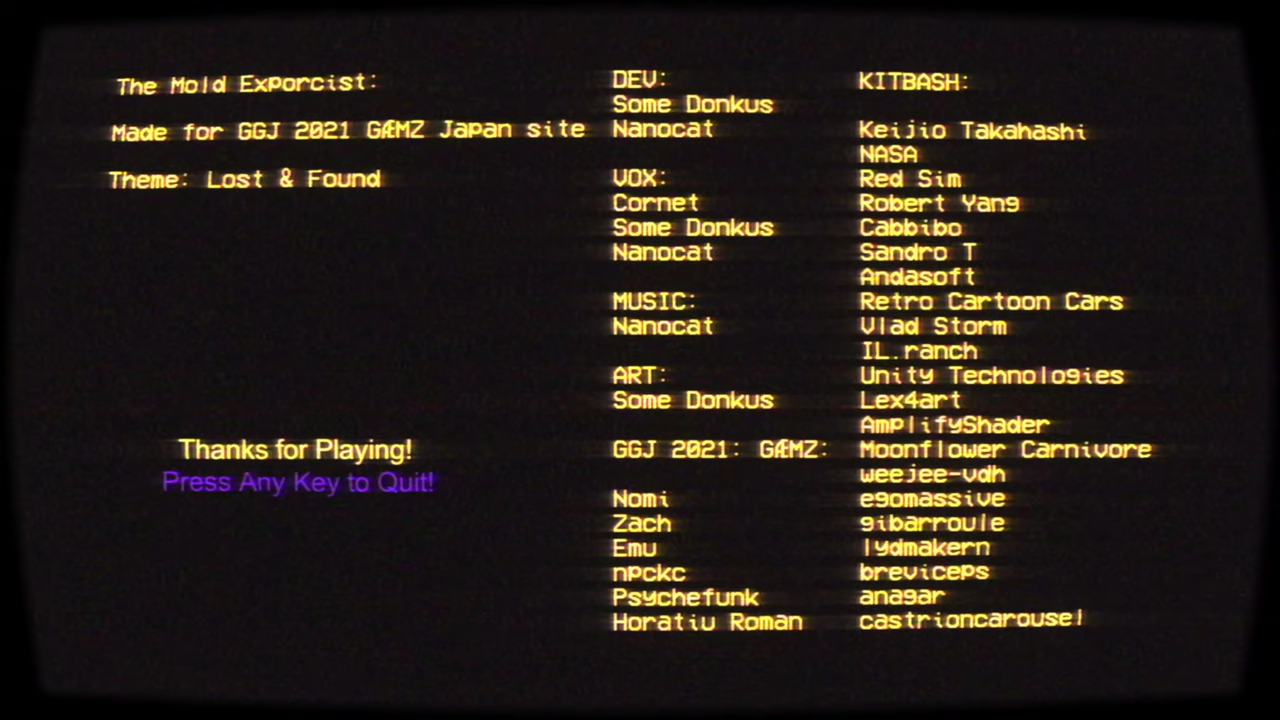 The Mold Exporcist:
Made for GGJ 2021 GÆMZ Japan site
Theme: Lost & Found
Thanks for Playing!
Press Any Key to Quit!
DEV:
Some Donkus
Nanocat
VOX:
Cornet
Some Donkus
Nanocat
MUSIC:
Nanocat
ART:
Some Donkus
GGJ 2021: GÆMZ:
Nomi
Zach
Emu
npckc
Psychefunk
Horatiu Roman
KITBASH:
Keijio Takahashi
NASA
Red Sim
Robert Yang
Cabbibo
Sandro T
Andasoft
Retro Cartoon Cars
Vlad Storm
IL.ranch
Unity Technologies
Lex4art
AmplifyShader
Moonflower Carnivore
weejee-vdh
egomassive
gibarroule
lydmakern
breviceps
anagar
castrioncarousel